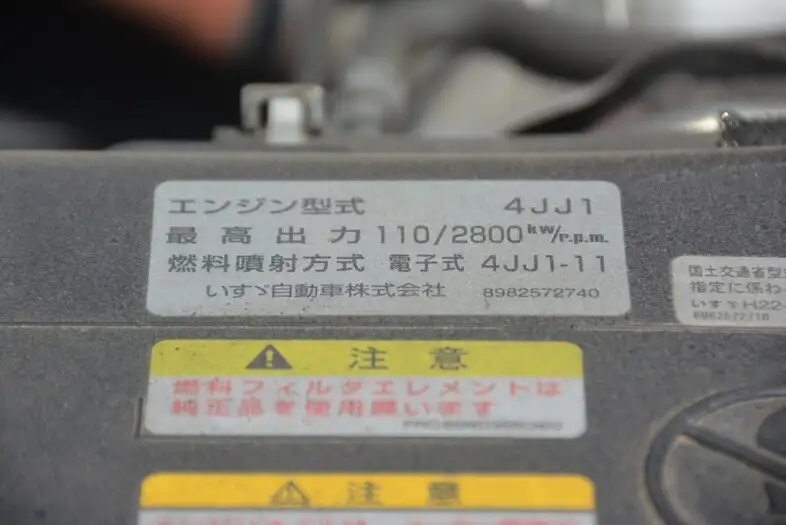 エンジン型式 4JJ1
最高出力 110/2800kW/r.p.m.
燃料噴射方式 電子式 4JJ1-11
いすゞ自動車株式会社 8982572740
国土交通省型式
指定に係わ
いすゞH22-
8982572710
注意
燃料フィルタエレメントは
純正品を使用願います
注意